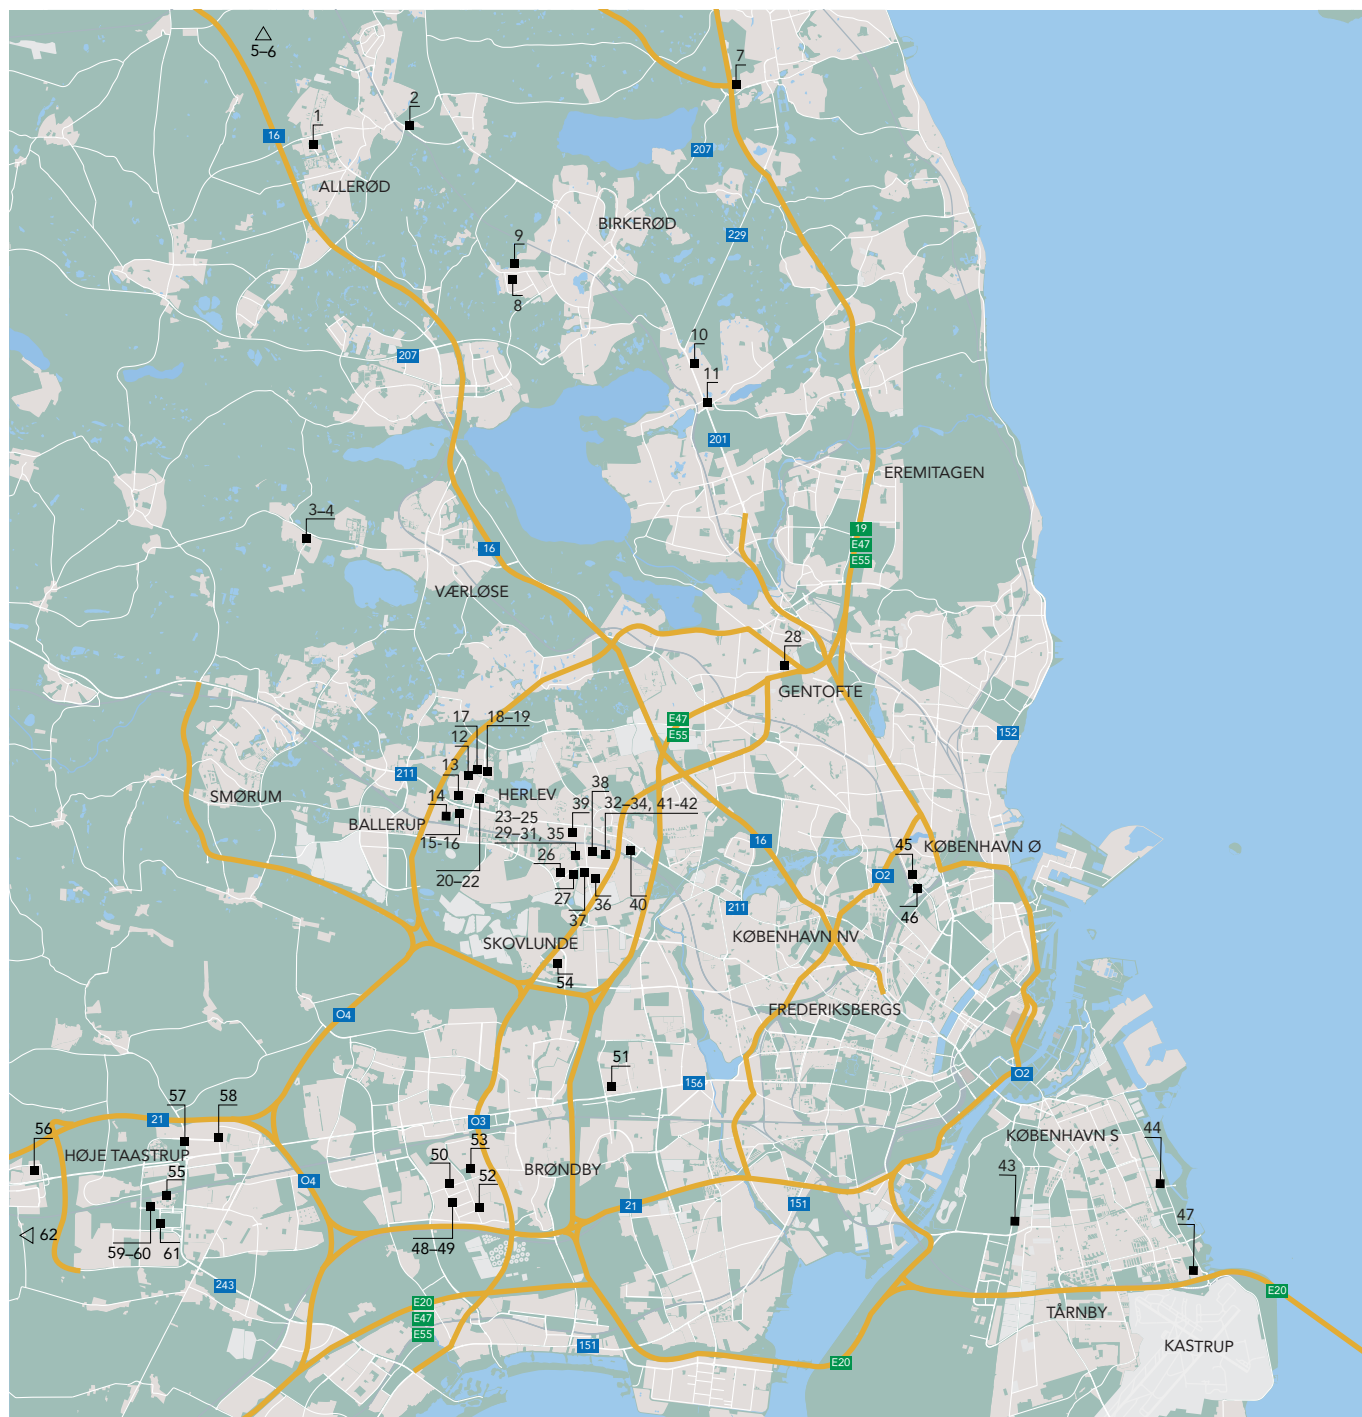 5–6
7
2
1
16
207
ALLERØD
BIRKERØD
229
9
8
10
207
11
201
EREMITAGEN
3–4
19
E47
E55
16
VÆRLØSE
28
GENTOFTE
17
18–19
E47
E55
12
152
13
211
38
SMØRUM
14
HERLEV
39
32–34, 41-42
BALLERUP
23–25
29–31, 35
15-16
16
45
KØBENHAVN Ø
26
20–22
O2
27
36
40
37
211
46
SKOVLUNDE
KØBENHAVN NV
54
FREDERIKSBERGS
O4
51
156
O2
57
58
21
O3
56
HØJE TAASTRUP
53
KØBENHAVN S
44
50
BRØNDBY
43
55
52
O4
21
151
47
62
59–60
61
48–49
243
E20
E47
E55
E20
TÅRNBY
151
KASTRUP
E20